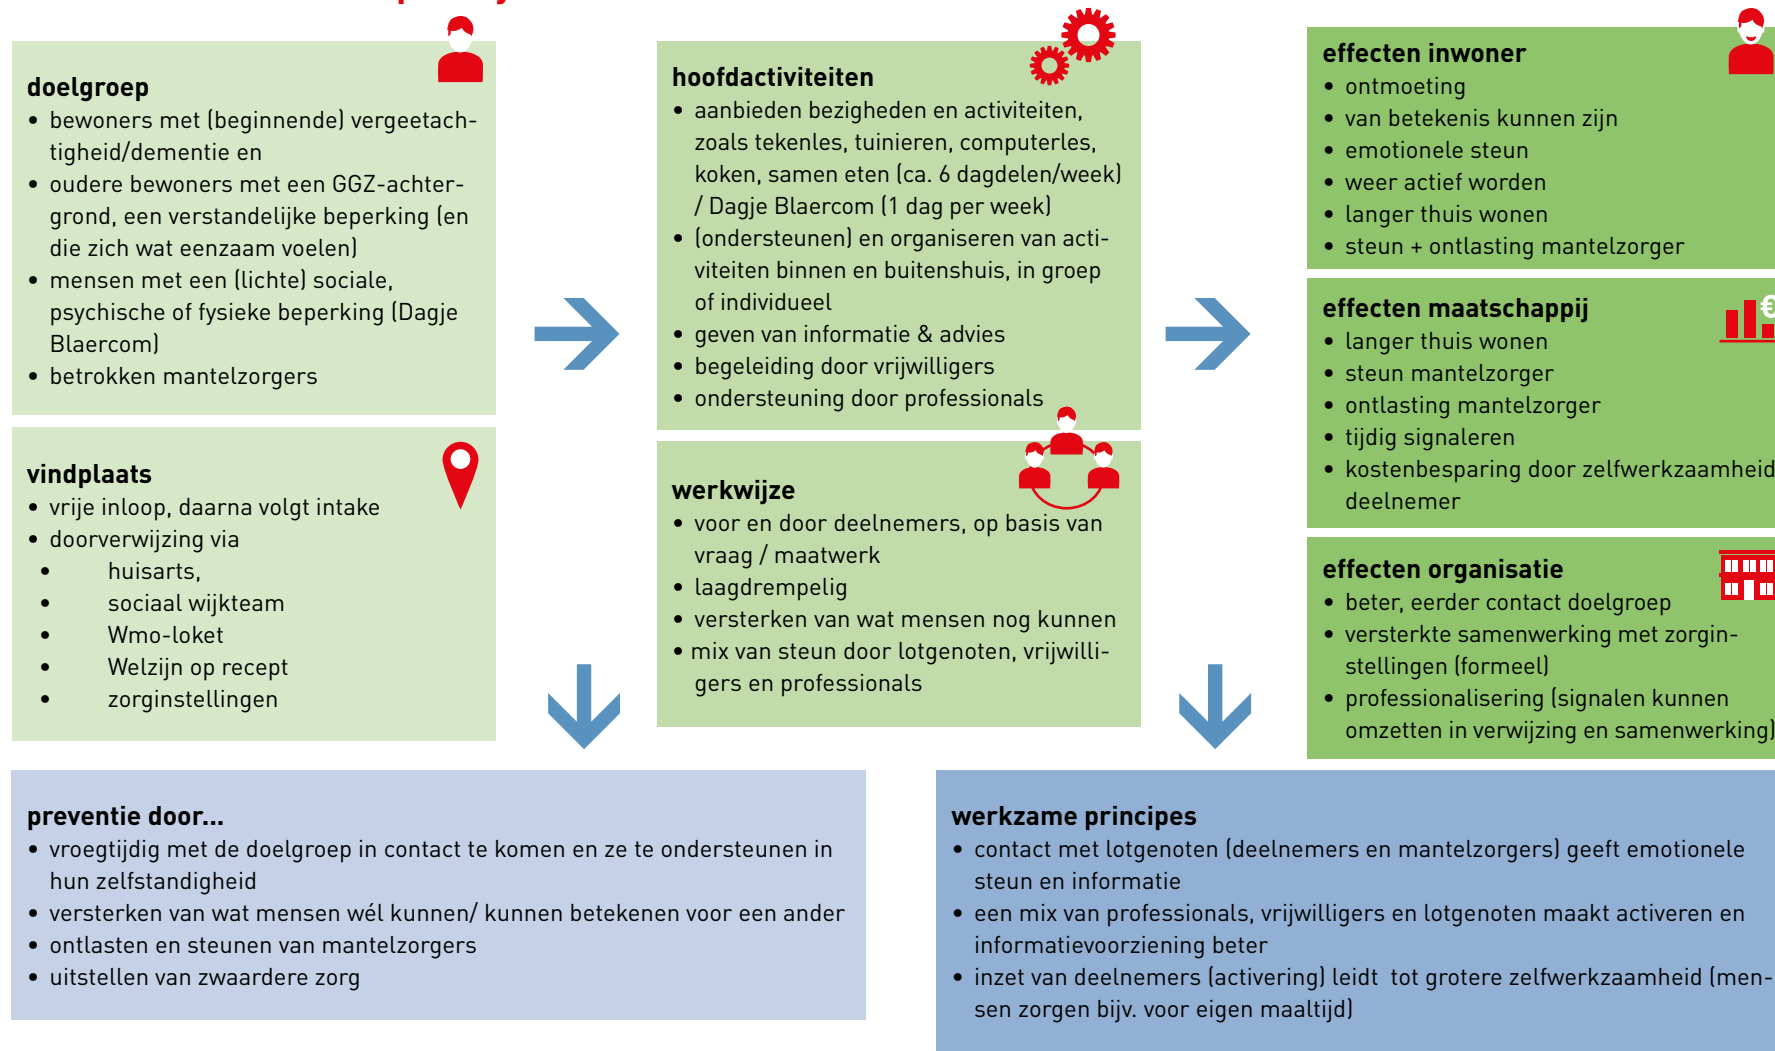 doelgroep
• bewoners met (beginnende) vergeetach-
tigheid/dementie en
• oudere bewoners met een GGZ-achter-
grond, een verstandelijke beperking (en
die zich wat eenzaam voelen)
• mensen met een (lichte) sociale,
psychische of fysieke beperking (Dagje
Blaercom)
• betrokken mantelzorgers
vindplaats
• vrije inloop, daarna volgt intake
• doorverwijzing via
• huisarts,
• sociaal wijkteam
• Wmo-loket
• Welzijn op recept
• zorginstellingen
hoofdactiviteiten
• aanbieden bezigheden en activiteiten,
zoals tekenles, tuinieren, computerles,
koken, samen eten (ca. 6 dagdelen/week)
/ Dagje Blaercom (1 dag per week)
• (ondersteunen) en organiseren van acti-
viteiten binnen en buitenshuis, in groep
of individueel
• geven van informatie & advies
• begeleiding door vrijwilligers
• ondersteuning door professionals
werkwijze
• voor en door deelnemers, op basis van
vraag / maatwerk
• laagdrempelig
• versterken van wat mensen nog kunnen
• mix van steun door lotgenoten, vrijwilli-
gers en professionals
effecten inwoner
• ontmoeting
• van betekenis kunnen zijn
• emotionele steun
• weer actief worden
• langer thuis wonen
• steun + ontlasting mantelzorger
effecten maatschappij
€
• langer thuis wonen
• steun mantelzorger
• ontlasting mantelzorger
• tijdig signaleren
• kostenbesparing door zelfwerkzaamheid
deelnemer
effecten organisatie
• beter, eerder contact doelgroep
• versterkte samenwerking met zorgin-
stellingen (formeel)
• professionalisering (signalen kunnen
omzetten in verwijzing en samenwerking)
preventie door...
• vroegtijdig met de doelgroep in contact te komen en ze te ondersteunen in
hun zelfstandigheid
• versterken van wat mensen wél kunnen/ kunnen betekenen voor een ander
• ontlasten en steunen van mantelzorgers
• uitstellen van zwaardere zorg
werkzame principes
• contact met lotgenoten (deelnemers en mantelzorgers) geeft emotionele
steun en informatie
• een mix van professionals, vrijwilligers en lotgenoten maakt activeren en
informatievoorziening beter
• inzet van deelnemers (activering) leidt  tot grotere zelfwerkzaamheid (men-
sen zorgen bijv. voor eigen maaltijd)